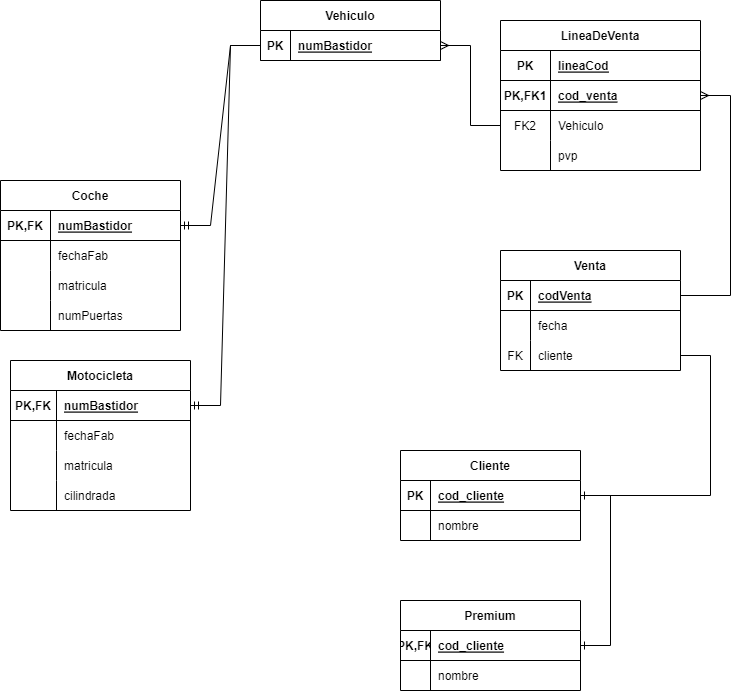 Vehiculo
PK numBastidor
LineaDeVenta
PK lineaCod
PK,FK1 cod_venta
FK2 Vehiculo
pvp
Coche
PK,FK numBastidor
fechaFab
matricula
numPuertas
Venta
PK codVenta
fecha
FK cliente
Motocicleta
PK,FK numBastidor
fechaFab
matricula
cilindrada
Cliente
PK cod_cliente
nombre
Premium
PK,FK cod_cliente
nombre